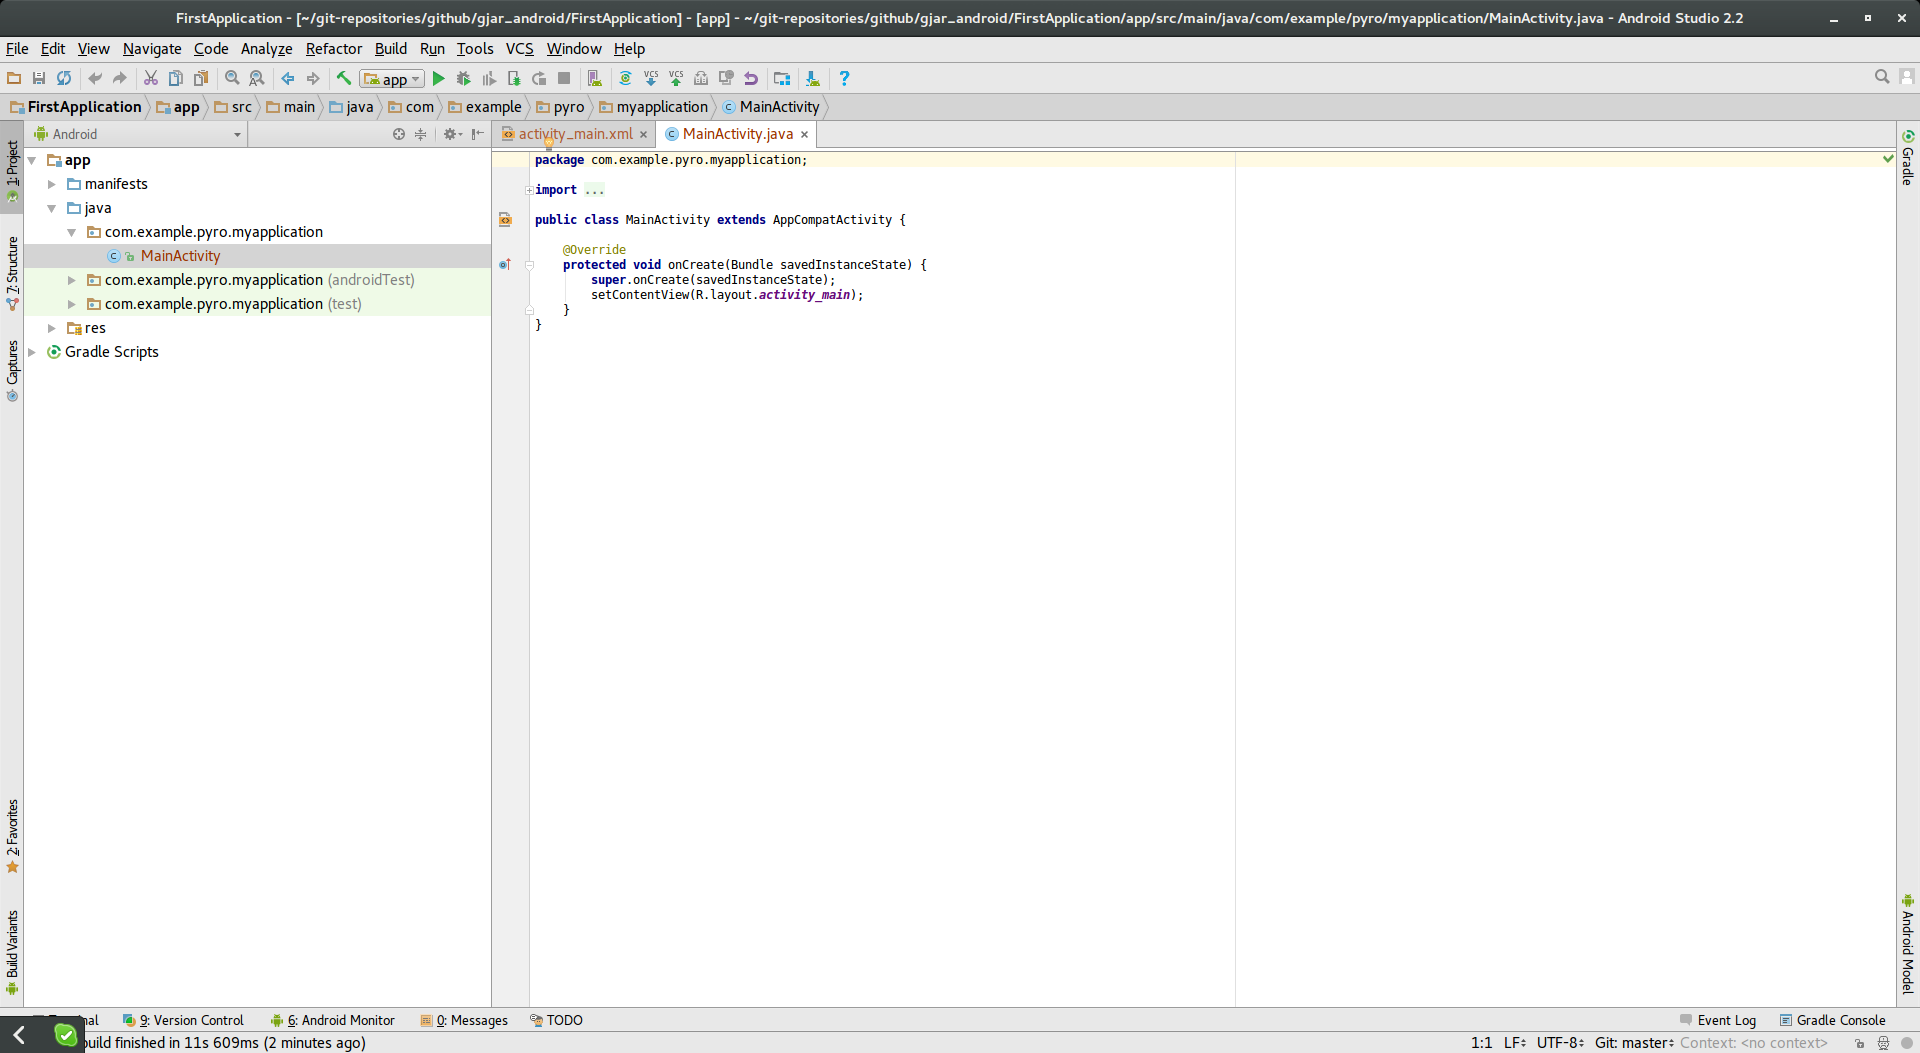 FirstApplication - [~/git-repositories/github/gjar_android/FirstApplication] - [app] - ~/git-repositories/github/gjar_android/FirstApplication/app/src/main/java/com/example/pyro/myapplication/MainActivity.java - Android Studio 2.2
File Edit View Navigate Code Analyze Refactor Build Run Tools VCS Window Help
app VCS VCS ?
FirstApplication app src main java com example pyro myapplication MainActivity
Android
activity_main.xml
MainActivity.java
1: Project
7: Structure
Captures
2: Favorites
Build Variants
app
manifests
java
com.example.pyro.myapplication
MainActivity
com.example.pyro.myapplication (androidTest)
com.example.pyro.myapplication (test)
res
Gradle Scripts
package com.example.pyro.myapplication;
import ...
public class MainActivity extends AppCompatActivity {
@Override
protected void onCreate(Bundle savedInstanceState) {
super.onCreate(savedInstanceState);
setContentView(R.layout.activity_main);
}
}
Gradle
Android Model
nal 9: Version Control 6: Android Monitor 0: Messages TODO Event Log Gradle Console
build finished in 11s 609ms (2 minutes ago) 1:1 LF UTF-8 Git: master Context: <no context>